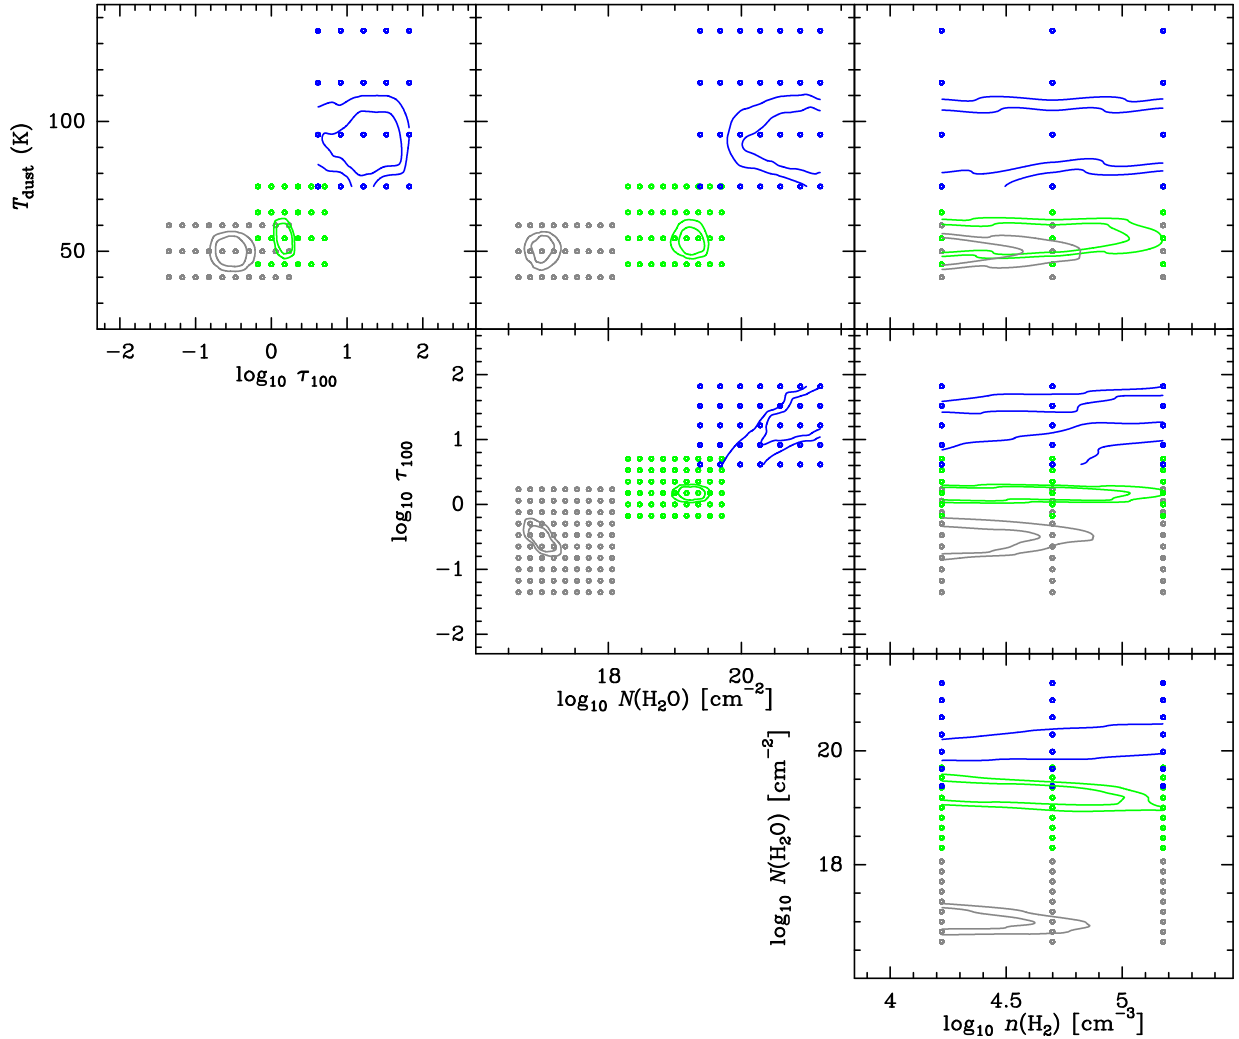 100
50
T_dust (K)
−2 −1 0 1 2
log₁₀ τ₁₀₀
2
1
0
−1
−2
log₁₀ τ₁₀₀
18 20
log₁₀ N(H₂O) [cm⁻²]
20
18
log₁₀ N(H₂O) [cm⁻²]
4 4.5 5
log₁₀ n(H₂) [cm⁻³]